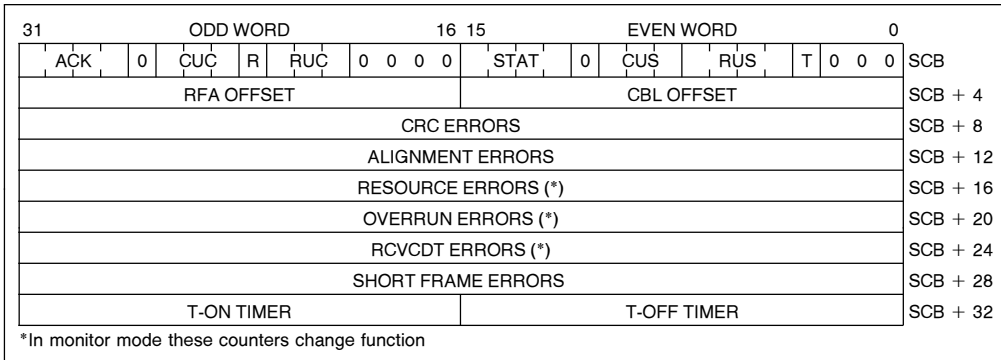 31 ODD WORD 16 15 EVEN WORD 0
ACK 0 CUC R RUC 0 0 0 0 STAT 0 CUS RUS T 0 0 0 SCB
RFA OFFSET CBL OFFSET SCB + 4
CRC ERRORS SCB + 8
ALIGNMENT ERRORS SCB + 12
RESOURCE ERRORS (*) SCB + 16
OVERRUN ERRORS (*) SCB + 20
RCVCDT ERRORS (*) SCB + 24
SHORT FRAME ERRORS SCB + 28
T-ON TIMER T-OFF TIMER SCB + 32
*In monitor mode these counters change function